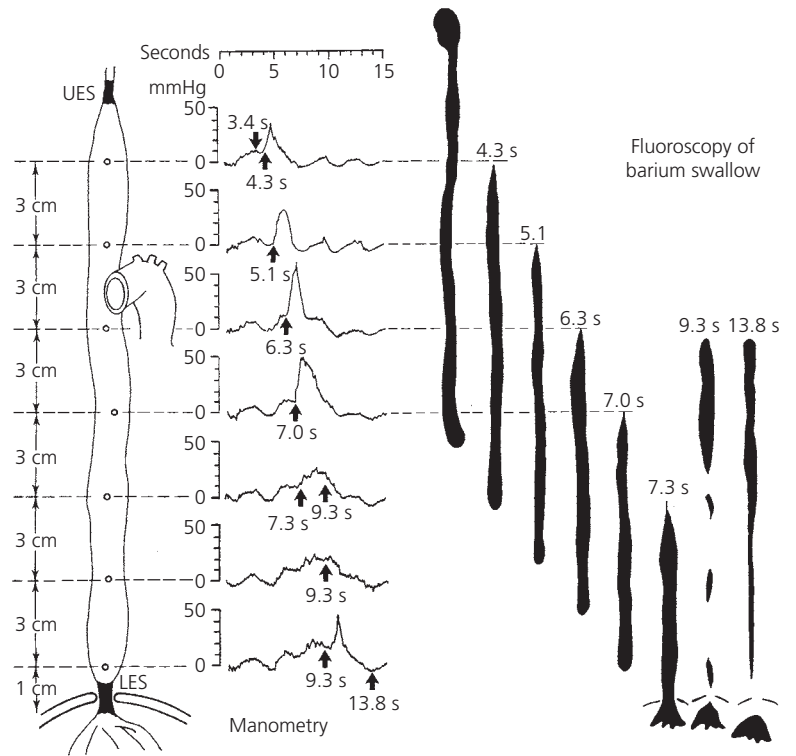 Seconds
0 5 10 15
UES
mmHg
50
3.4 s
0
4.3 s
4.3 s
Fluoroscopy of
barium swallow
3 cm
50
0
5.1 s
5.1
3 cm
50
0
6.3 s
6.3 s
9.3 s 13.8 s
3 cm
50
0
7.0 s
7.0 s
3 cm
50
0
7.3 s 9.3 s
7.3 s
3 cm
50
0
9.3 s
3 cm
50
0
9.3 s
13.8 s
1 cm
LES
Manometry